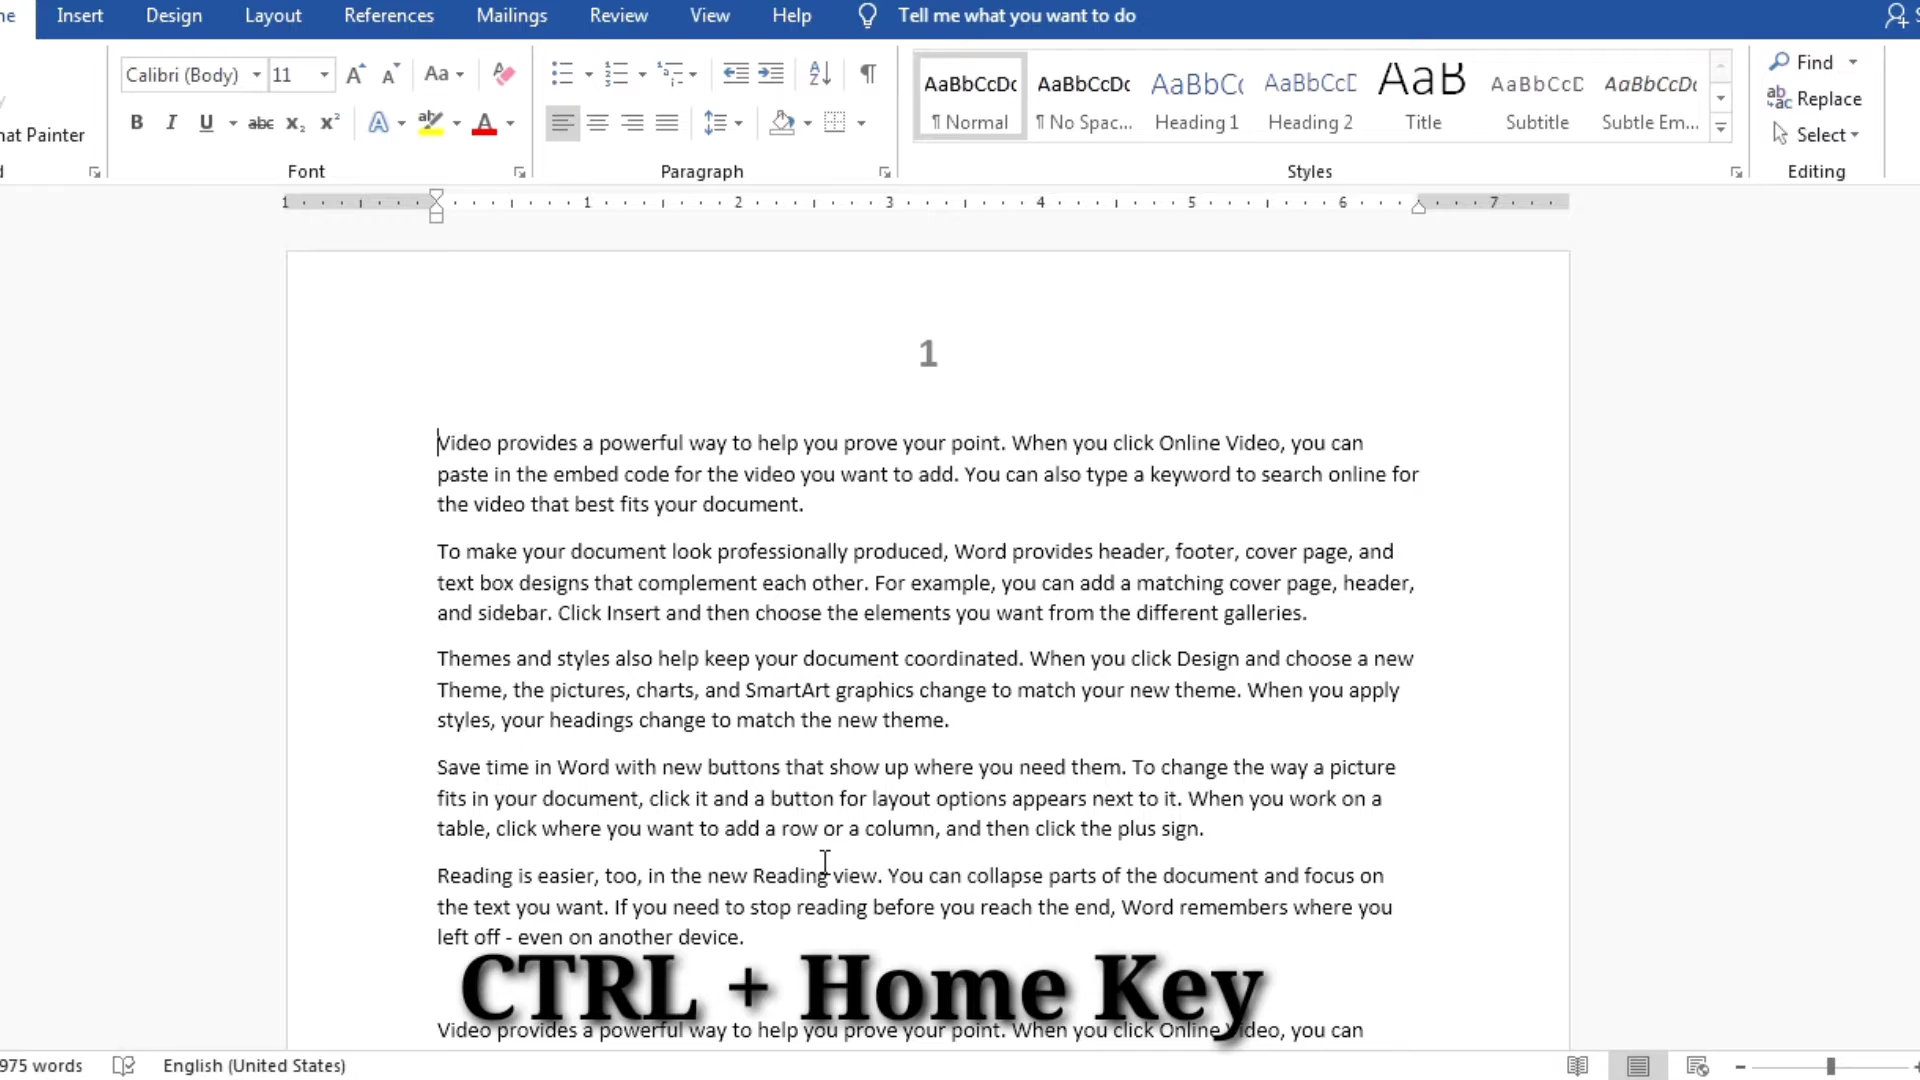 Insert Design Layout References Mailings Review View Help Tell me what you want to do
Calibri (Body) 11 Aa
AaBbCcDc AaBbCcDc AaBbCc AaBbCcD AaB AaBbCcD AaBbCcDc
Find
Replace
Select
B I U abc x₂ x² A ab A
¶ Normal ¶ No Spac... Heading 1 Heading 2 Title Subtitle Subtle Em...
at Painter
Font Paragraph Styles Editing
1 1 2 3 4 5 6 7
1
Video provides a powerful way to help you prove your point. When you click Online Video, you can
paste in the embed code for the video you want to add. You can also type a keyword to search online for
the video that best fits your document.
To make your document look professionally produced, Word provides header, footer, cover page, and
text box designs that complement each other. For example, you can add a matching cover page, header,
and sidebar. Click Insert and then choose the elements you want from the different galleries.
Themes and styles also help keep your document coordinated. When you click Design and choose a new
Theme, the pictures, charts, and SmartArt graphics change to match your new theme. When you apply
styles, your headings change to match the new theme.
Save time in Word with new buttons that show up where you need them. To change the way a picture
fits in your document, click it and a button for layout options appears next to it. When you work on a
table, click where you want to add a row or a column, and then click the plus sign.
Reading is easier, too, in the new Reading view. You can collapse parts of the document and focus on
the text you want. If you need to stop reading before you reach the end, Word remembers where you
left off - even on another device.
CTRL + Home Key
Video provides a powerful way to help you prove your point. When you click Online Video, you can
975 words English (United States)